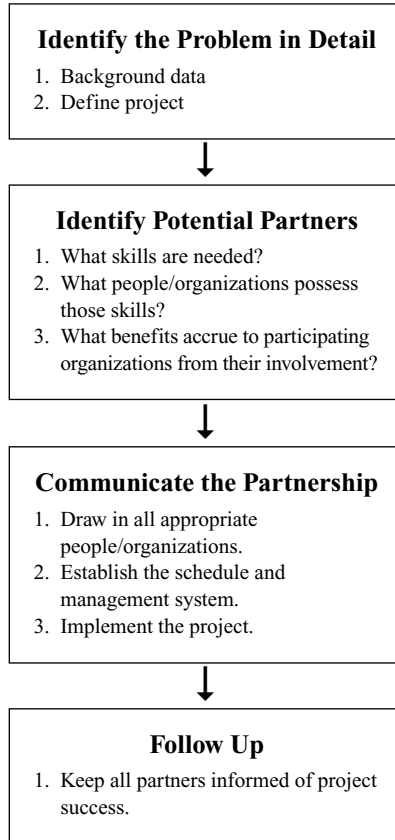 Identify the Problem in Detail
1. Background data
2. Define project
Identify Potential Partners
1. What skills are needed?
2. What people/organizations possess
those skills?
3. What benefits accrue to participating
organizations from their involvement?
Communicate the Partnership
1. Draw in all appropriate
people/organizations.
2. Establish the schedule and
management system.
3. Implement the project.
Follow Up
1. Keep all partners informed of project
success.